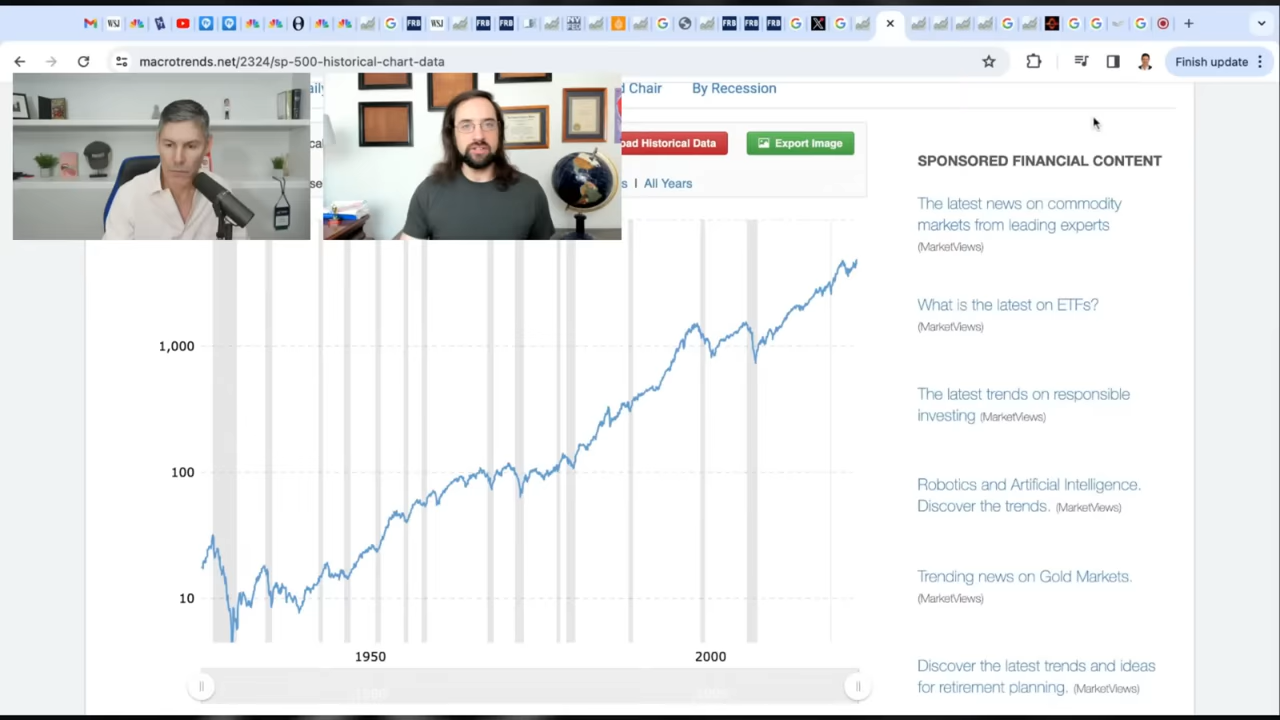 macrotrends.net/2324/sp-500-historical-chart-data
Finish update
d Chair
By Recession
ad Historical Data
Export Image
All Years
SPONSORED FINANCIAL CONTENT
The latest news on commodity
markets from leading experts
(MarketViews)
What is the latest on ETFs?
(MarketViews)
The latest trends on responsible
investing (MarketViews)
Robotics and Artificial Intelligence.
Discover the trends. (MarketViews)
Trending news on Gold Markets.
(MarketViews)
Discover the latest trends and ideas
for retirement planning. (MarketViews)
1,000
100
10
1950
2000